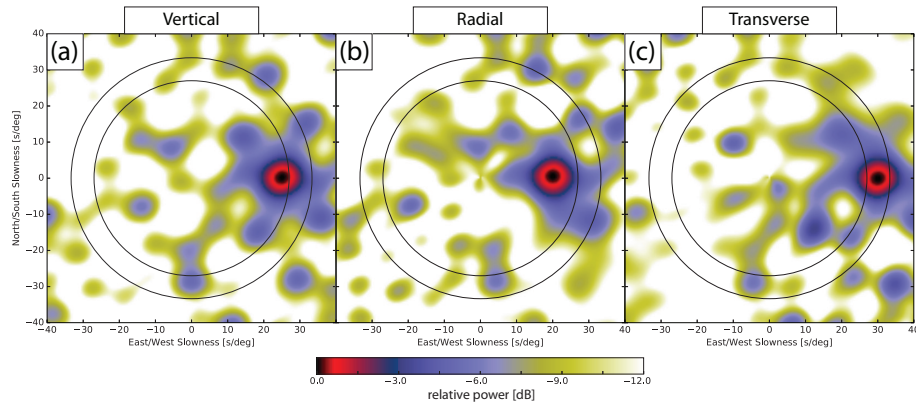 Vertical Radial Transverse
(a) (b) (c)
North/South Slowness [s/deg]
40
30
20
10
0
−10
−20
−30
−40
−40 −30 −20 −10 0 10 20 30 40 −30 −20 −10 0 10 20 30 40 −30 −20 −10 0 10 20 30 40
East/West Slowness [s/deg] East/West Slowness [s/deg] East/West Slowness [s/deg]
0.0 −3.0 −6.0 −9.0 −12.0
relative power [dB]